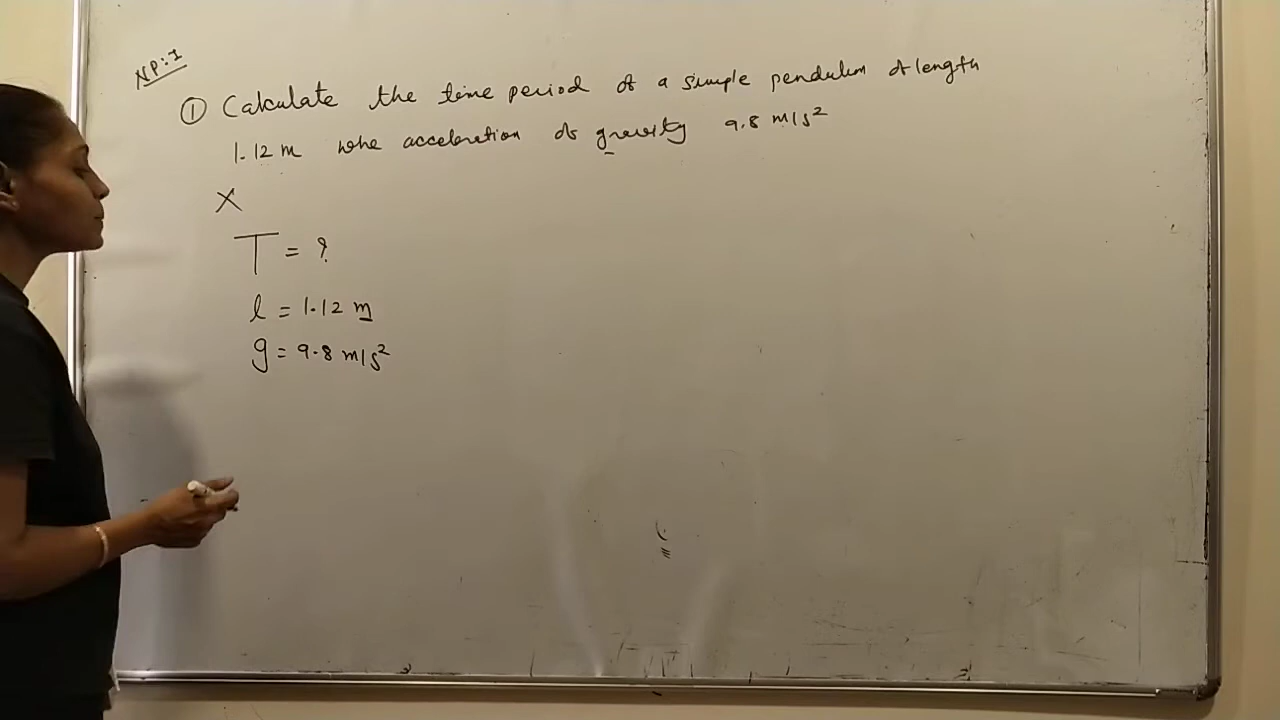 NP:1
① Calculate the time period of a simple pendulum of length
1.12 m whe acceleration of gravity 9.8 m/s²
X
T = ?
l = 1.12 m
g = 9.8 m/s²